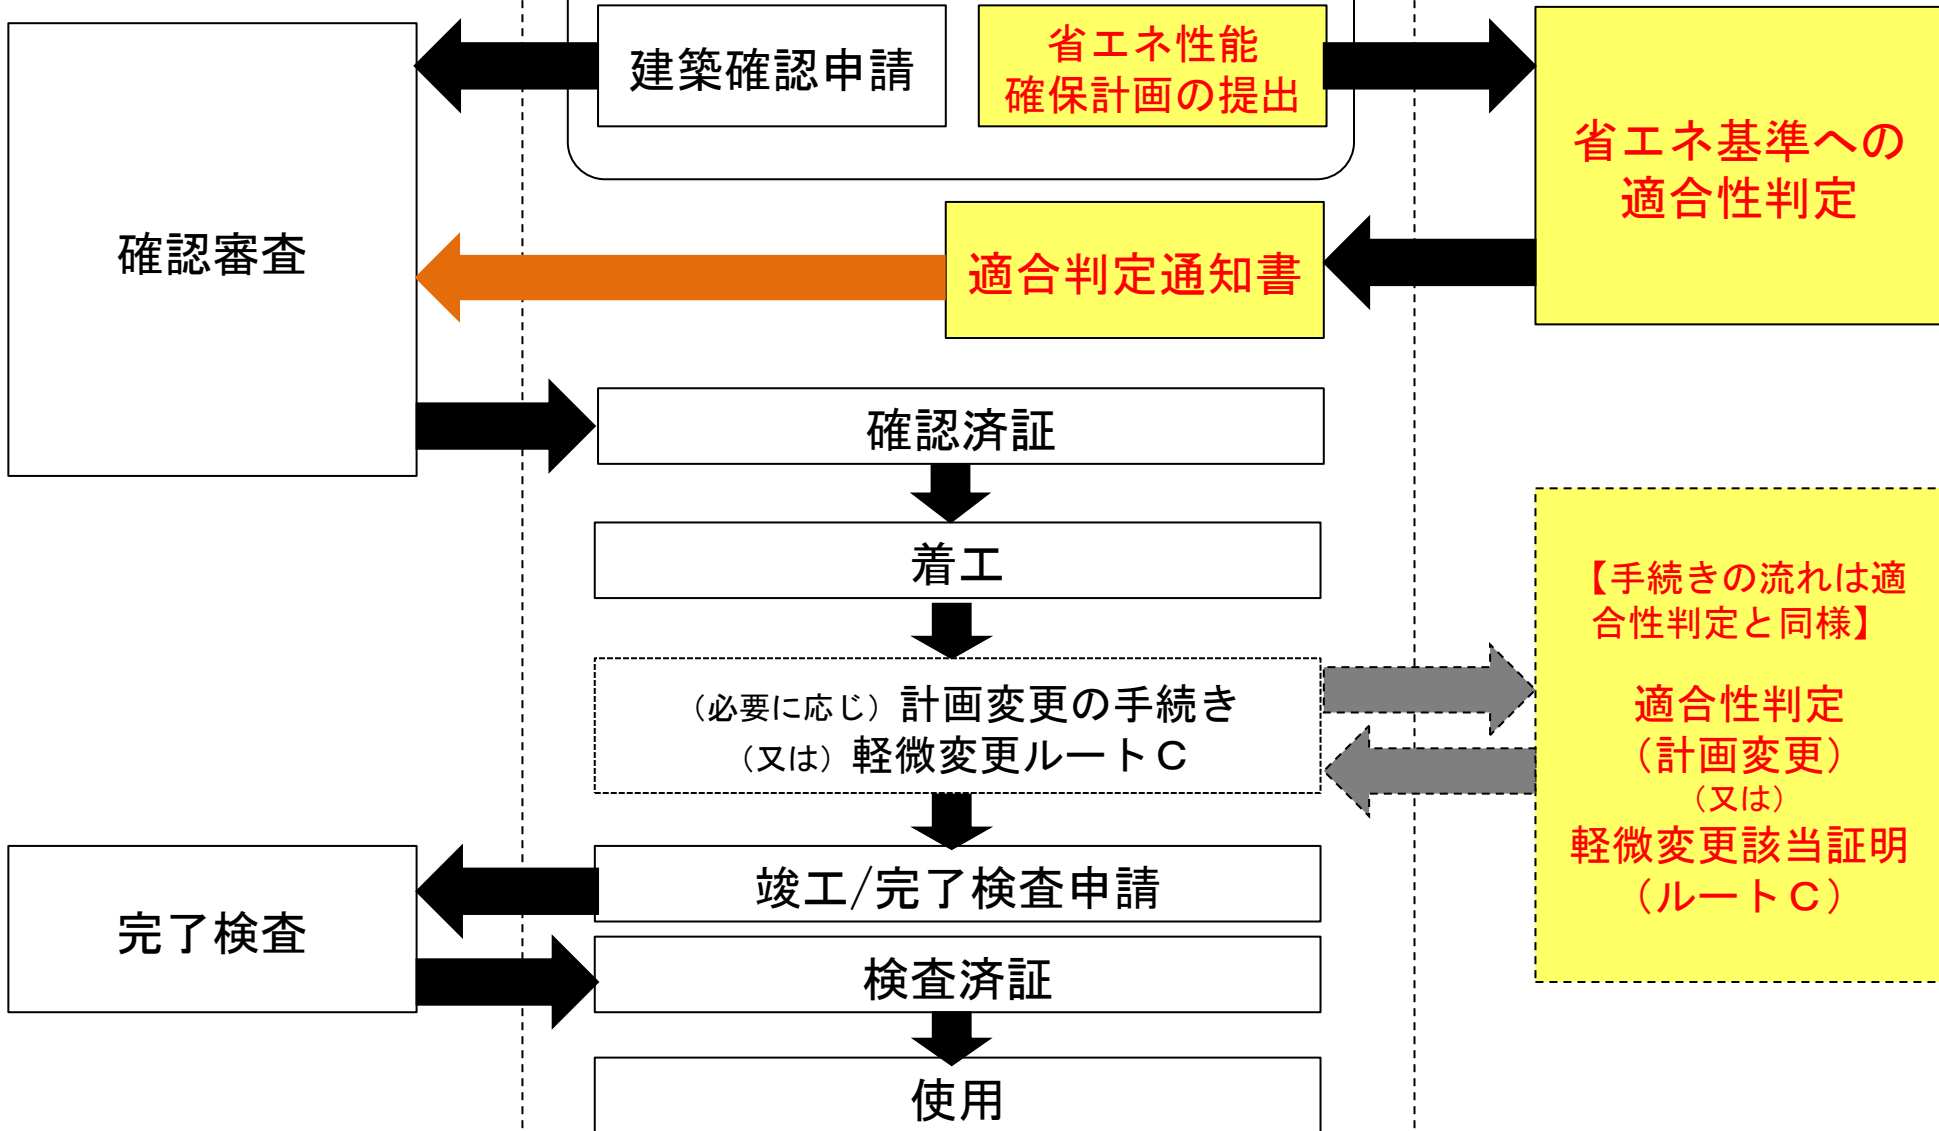 建築確認申請
省エネ性能
確保計画の提出
省エネ基準への
適合性判定
確認審査
適合判定通知書
確認済証
着工
（必要に応じ）計画変更の手続き
（又は）軽微変更ルートＣ
【手続きの流れは適
合性判定と同様】
適合性判定
（計画変更）
（又は）
軽微変更該当証明
（ルートＣ）
竣工/完了検査申請
完了検査
検査済証
使用